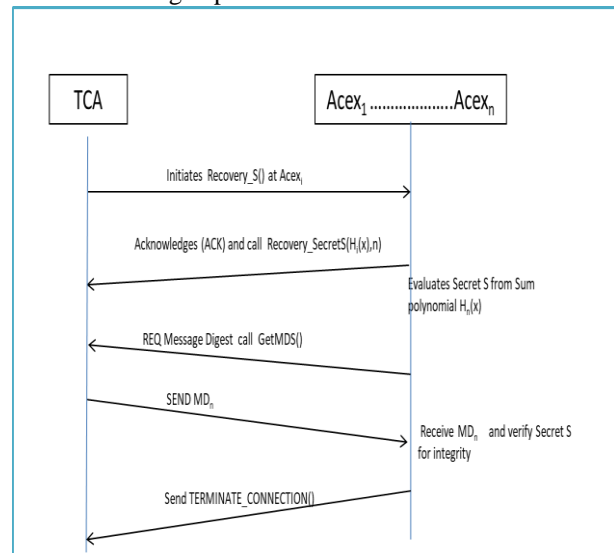 TCA
Acex₁ ....................Acexₙ
Initiates Recovery_S() at Acexᵢ
Acknowledges (ACK) and call Recovery_SecretS(Hᵢ(x),n)
Evaluates Secret S from Sum
polynomial Hₙ(x)
REQ Message Digest call GetMDS()
SEND MDₙ
Receive MDₙ and verify Secret S
for integrity
Send TERMINATE_CONNECTION()